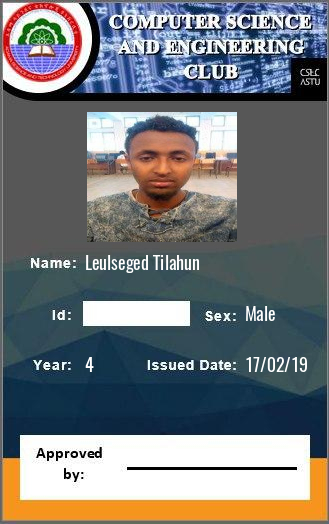 COMPUTER SCIENCE
AND ENGINEERING
CLUB
CSEC
ASTU
Name: Leulseged Tilahun
Id:
Sex: Male
Year: 4
Issued Date: 17/02/19
Approved
by: